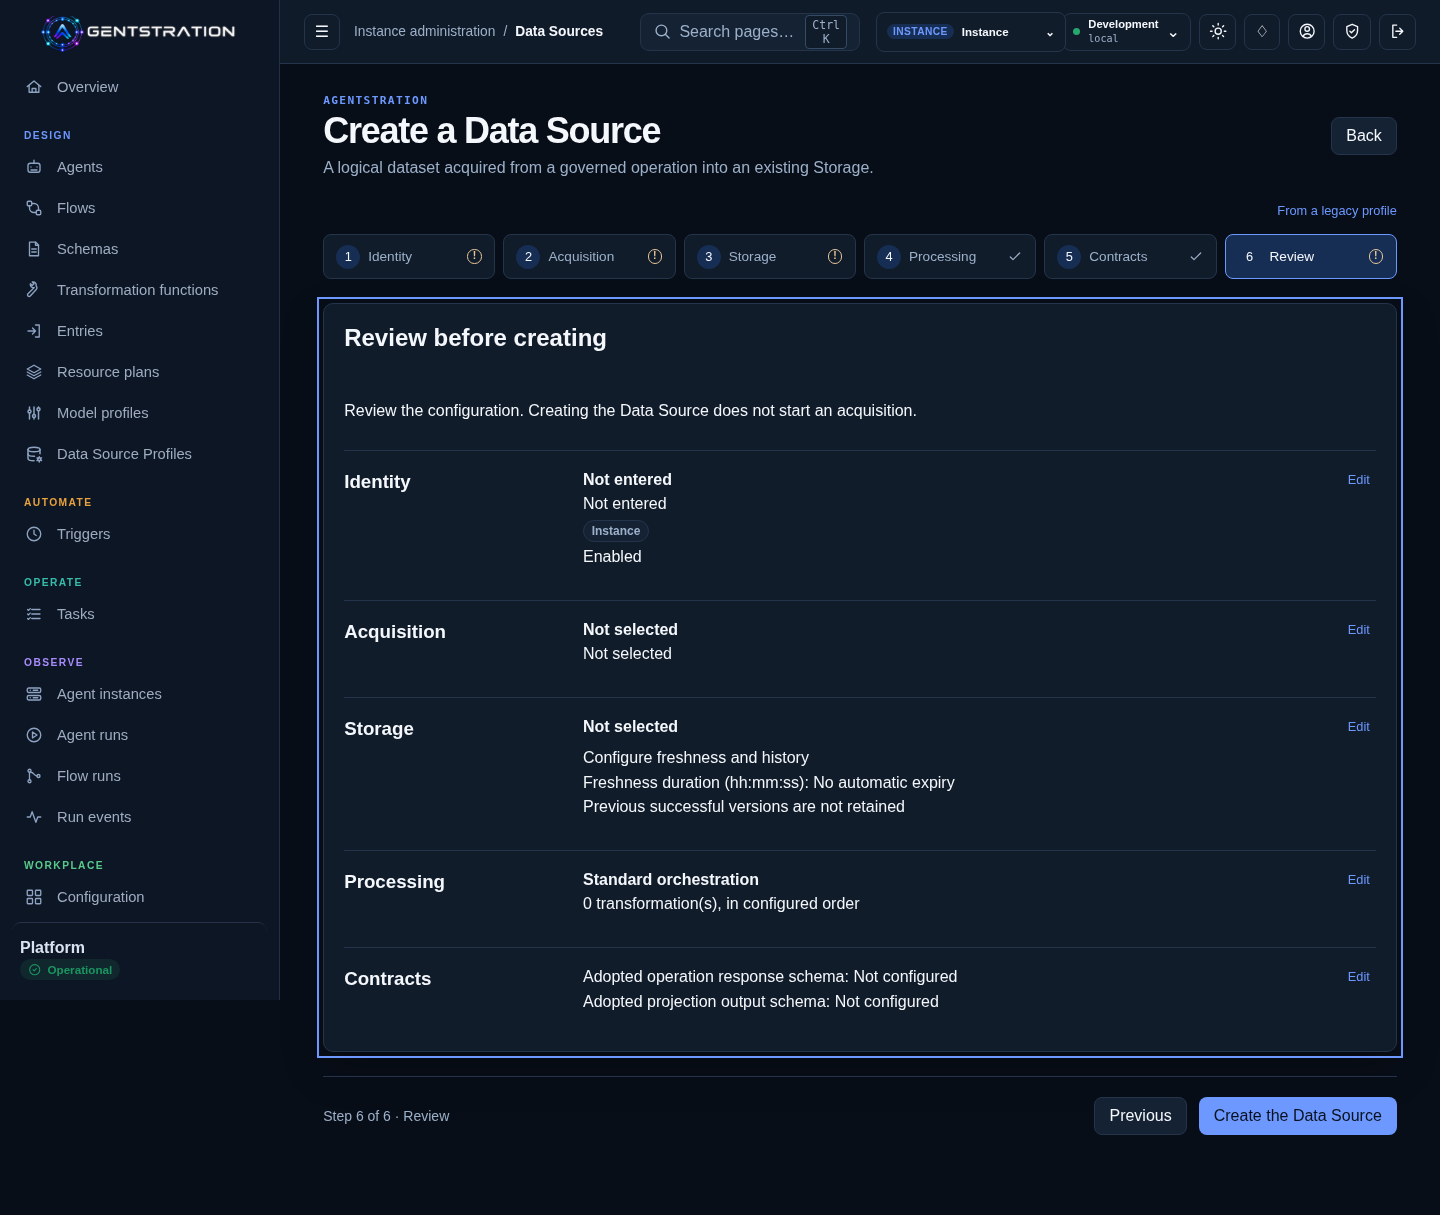 AGENTSTRATION
Overview
DESIGN
Agents
Flows
Schemas
Transformation functions
Entries
Resource plans
Model profiles
Data Source Profiles
AUTOMATE
Triggers
OPERATE
Tasks
OBSERVE
Agent instances
Agent runs
Flow runs
Run events
WORKPLACE
Configuration
Platform
Operational
Instance administration / Data Sources
Search pages… Ctrl K
INSTANCE Instance
Development
local
AGENTSTRATION
Create a Data Source
Back
A logical dataset acquired from a governed operation into an existing Storage.
From a legacy profile
1 Identity
2 Acquisition
3 Storage
4 Processing
5 Contracts
6 Review
Review before creating
Review the configuration. Creating the Data Source does not start an acquisition.
Identity
Not entered
Edit
Not entered
Instance
Enabled
Acquisition
Not selected
Edit
Not selected
Storage
Not selected
Edit
Configure freshness and history
Freshness duration (hh:mm:ss): No automatic expiry
Previous successful versions are not retained
Processing
Standard orchestration
Edit
0 transformation(s), in configured order
Contracts
Adopted operation response schema: Not configured
Edit
Adopted projection output schema: Not configured
Step 6 of 6 · Review
Previous
Create the Data Source